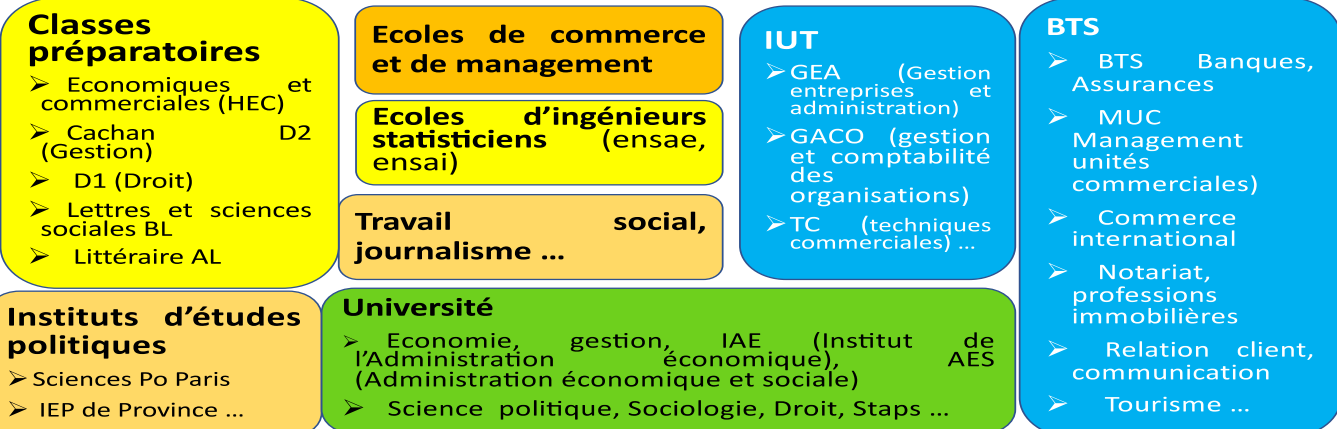 Classes
préparatoires
➢ Economiques et
commerciales (HEC)
➢ Cachan D2
(Gestion)
➢ D1 (Droit)
➢ Lettres et sciences
sociales BL
➢ Littéraire AL
Ecoles de commerce
et de management
Ecoles d’ingénieurs
statisticiens (ensae,
ensai)
Travail social,
journalisme ...
IUT
➢ GEA (Gestion
entreprises et
administration)
➢ GACO (gestion
et comptabilité
des
organisations)
➢ TC (techniques
commerciales) ...
BTS
➢ BTS Banques,
Assurances
➢ MUC
Management
unités
commerciales)
➢ Commerce
international
➢ Notariat,
professions
immobilières
➢ Relation client,
communication
➢ Tourisme ...
Instituts d’études
politiques
➢ Sciences Po Paris
➢ IEP de Province ...
Université
➢ Economie, gestion, IAE (Institut de
l’Administration économique), AES
(Administration économique et sociale)
➢ Science politique, Sociologie, Droit, Staps ...